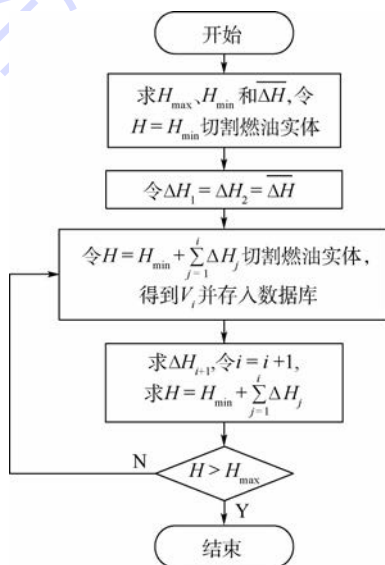 开始
求H_max、H_min和\overline{ΔH},令
H=H_min切割燃油实体
令ΔH_1=ΔH_2=\overline{ΔH}
令H=H_min+\sum_{j=1}^{i}ΔH_j切割燃油实体,
得到V_i并存入数据库
求ΔH_{i+1},令i=i+1,
求H=H_min+\sum_{j=1}^{i}ΔH_j
N
H>H_max
Y
结束